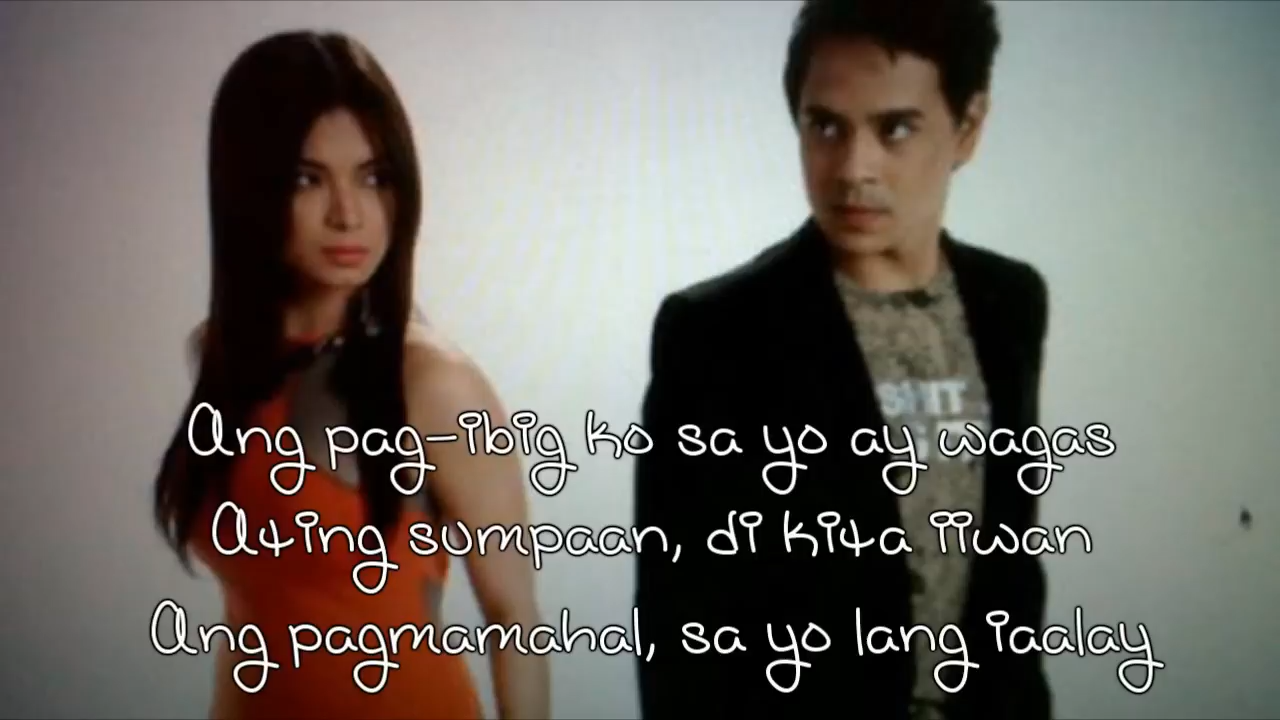 Ang pag-ibig ko sa yo ay wagas
Ating sumpaan, di kita iiwan
Ang pagmamahal, sa yo lang iaalay